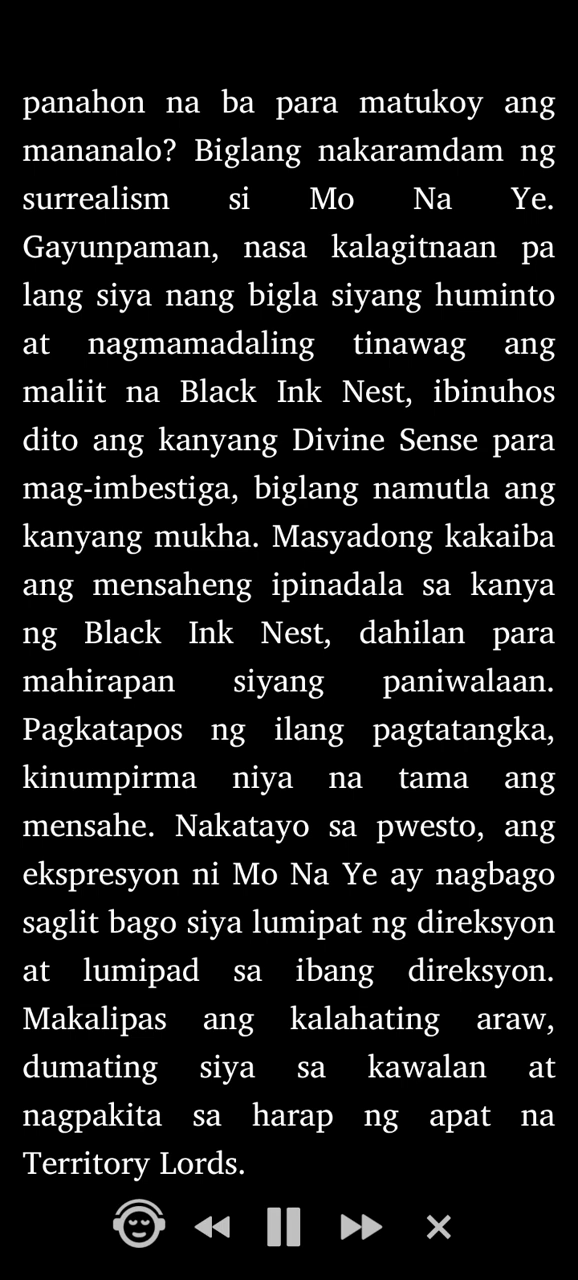 panahon na ba para matukoy ang
mananalo? Biglang nakaramdam ng
surrealism si Mo Na Ye.
Gayunpaman, nasa kalagitnaan pa
lang siya nang bigla siyang huminto
at nagmamadaling tinawag ang
maliit na Black Ink Nest, ibinuhos
dito ang kanyang Divine Sense para
mag-imbestiga, biglang namutla ang
kanyang mukha. Masyadong kakaiba
ang mensaheng ipinadala sa kanya
ng Black Ink Nest, dahilan para
mahirapan siyang paniwalaan.
Pagkatapos ng ilang pagtatangka,
kinumpirma niya na tama ang
mensahe. Nakatayo sa pwesto, ang
ekspresyon ni Mo Na Ye ay nagbago
saglit bago siya lumipat ng direksyon
at lumipad sa ibang direksyon.
Makalipas ang kalahating araw,
dumating siya sa kawalan at
nagpakita sa harap ng apat na
Territory Lords.